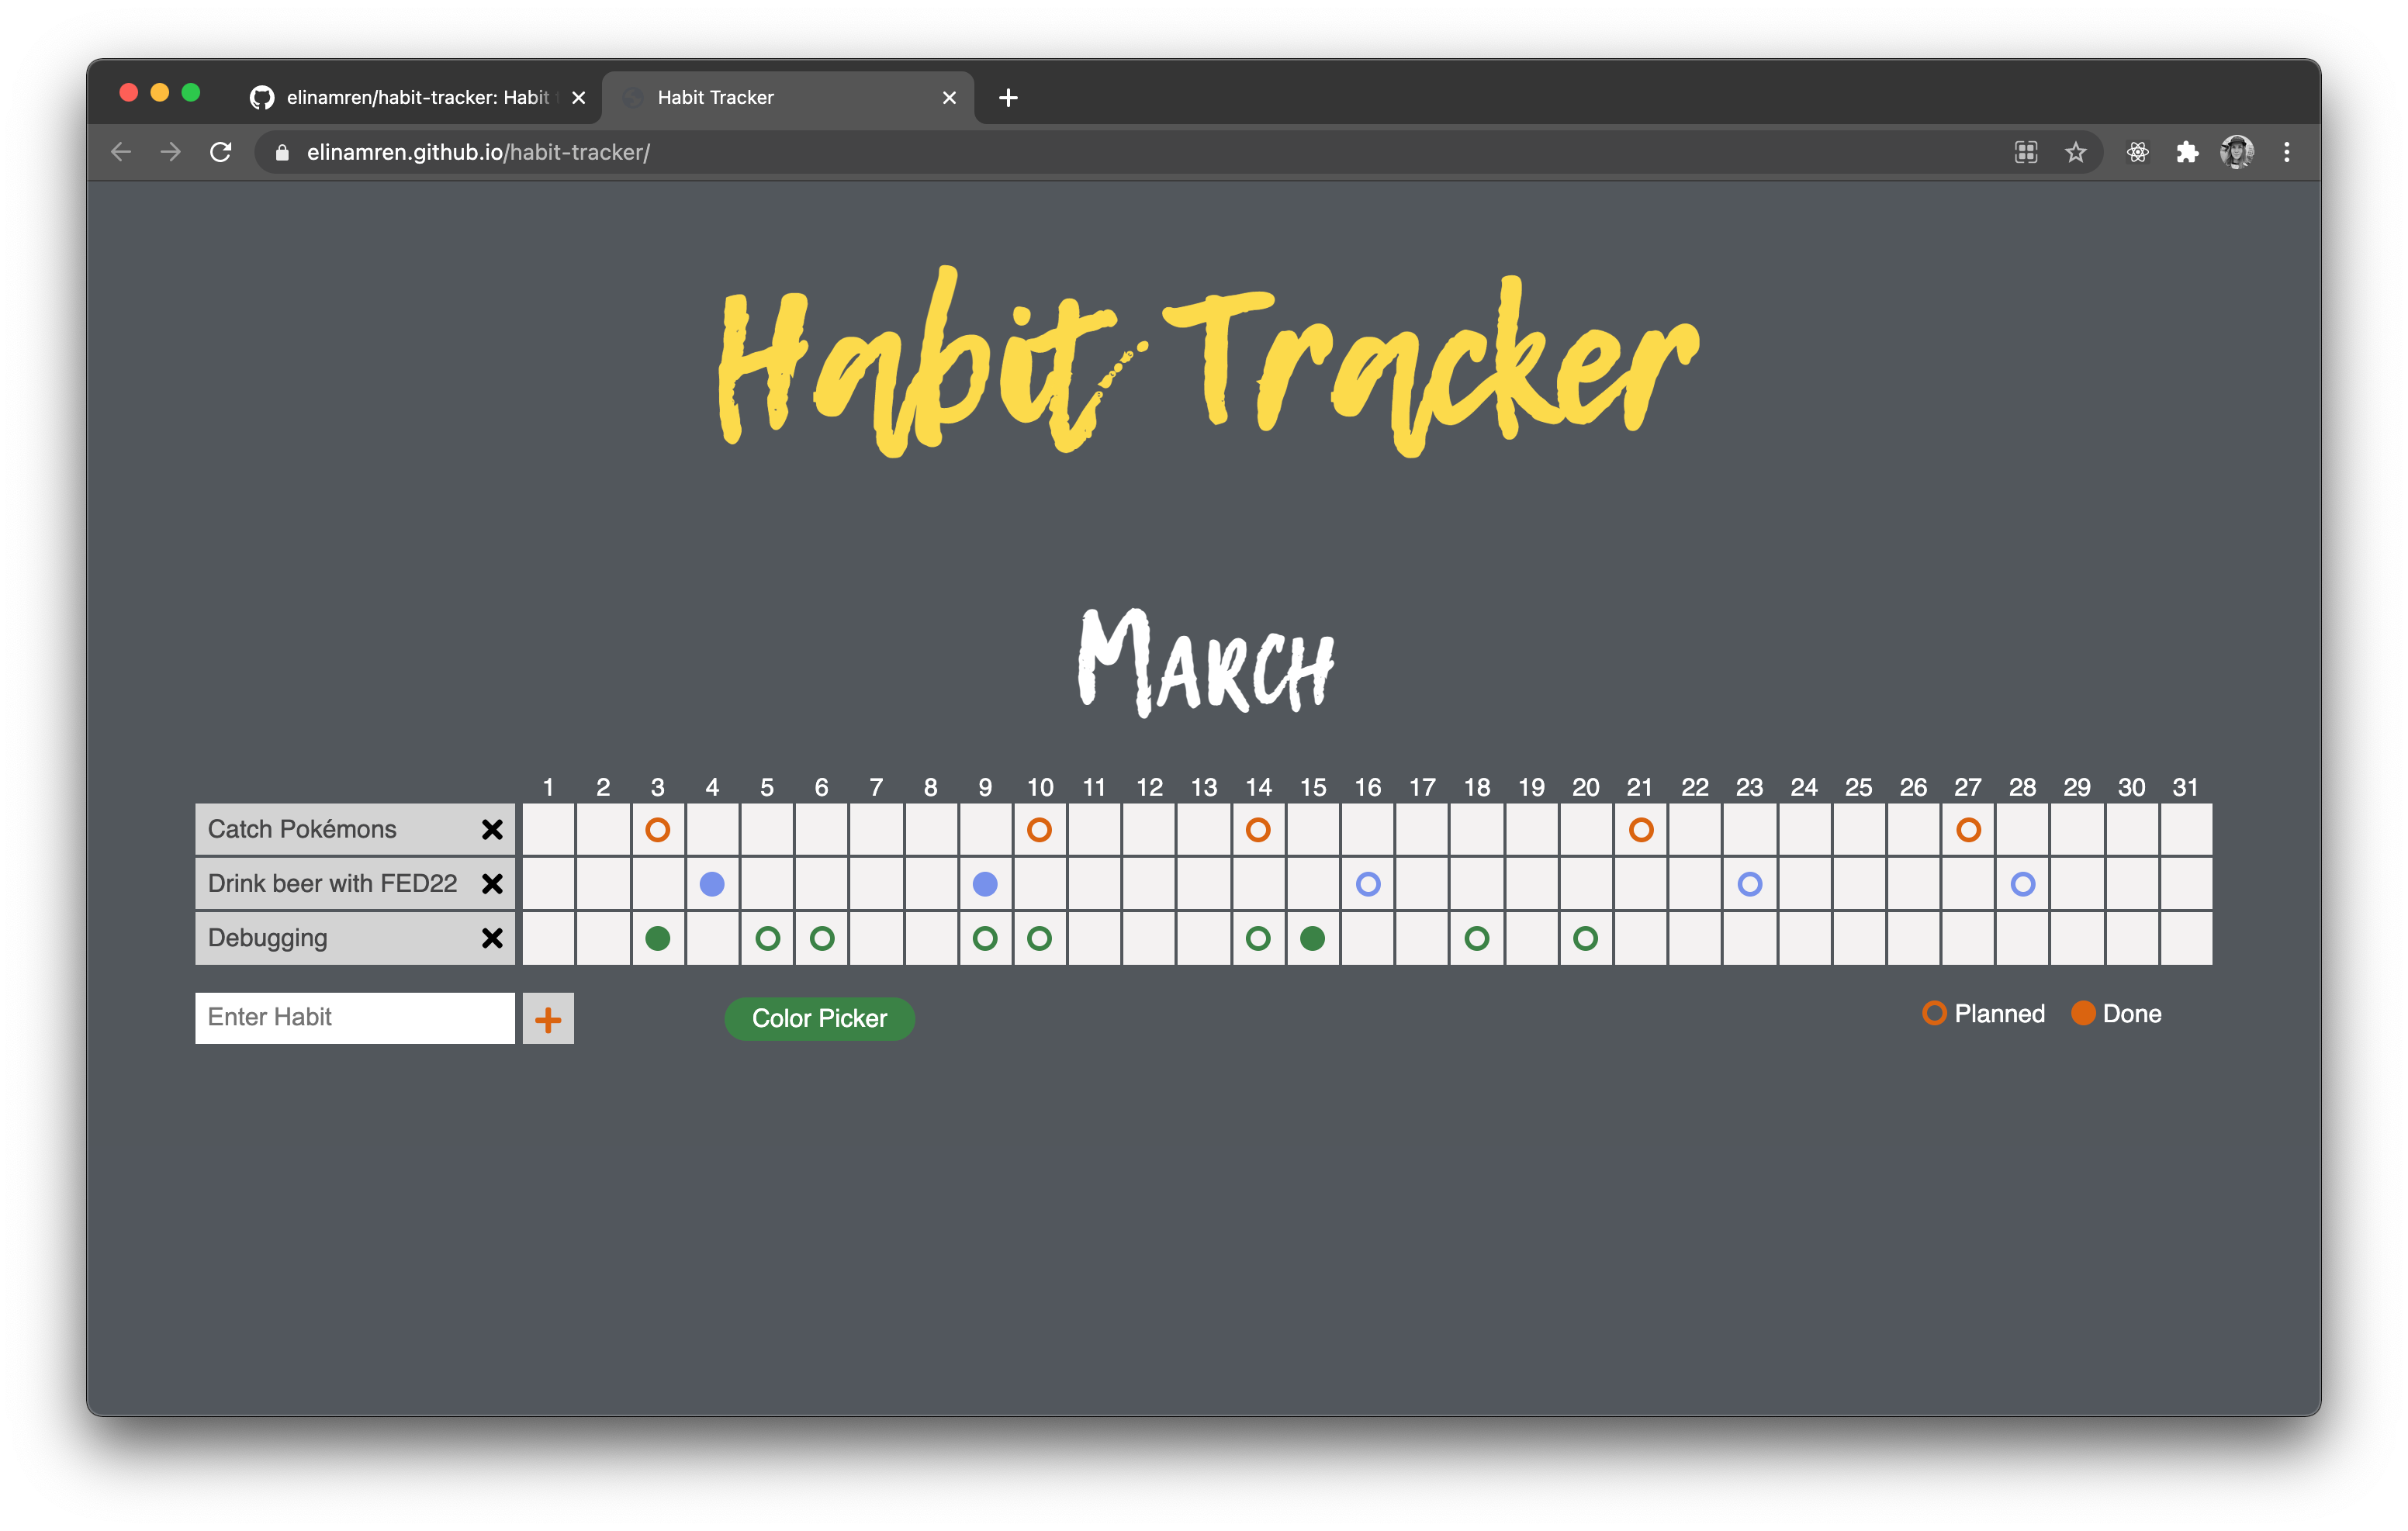 elinamren/habit-tracker: Habit
Habit Tracker
elinamren.github.io/habit-tracker/
Habit Tracker
March
1 2 3 4 5 6 7 8 9 10 11 12 13 14 15 16 17 18 19 20 21 22 23 24 25 26 27 28 29 30 31
Catch Pokémons
Drink beer with FED22
Debugging
Enter Habit
Color Picker
Planned
Done